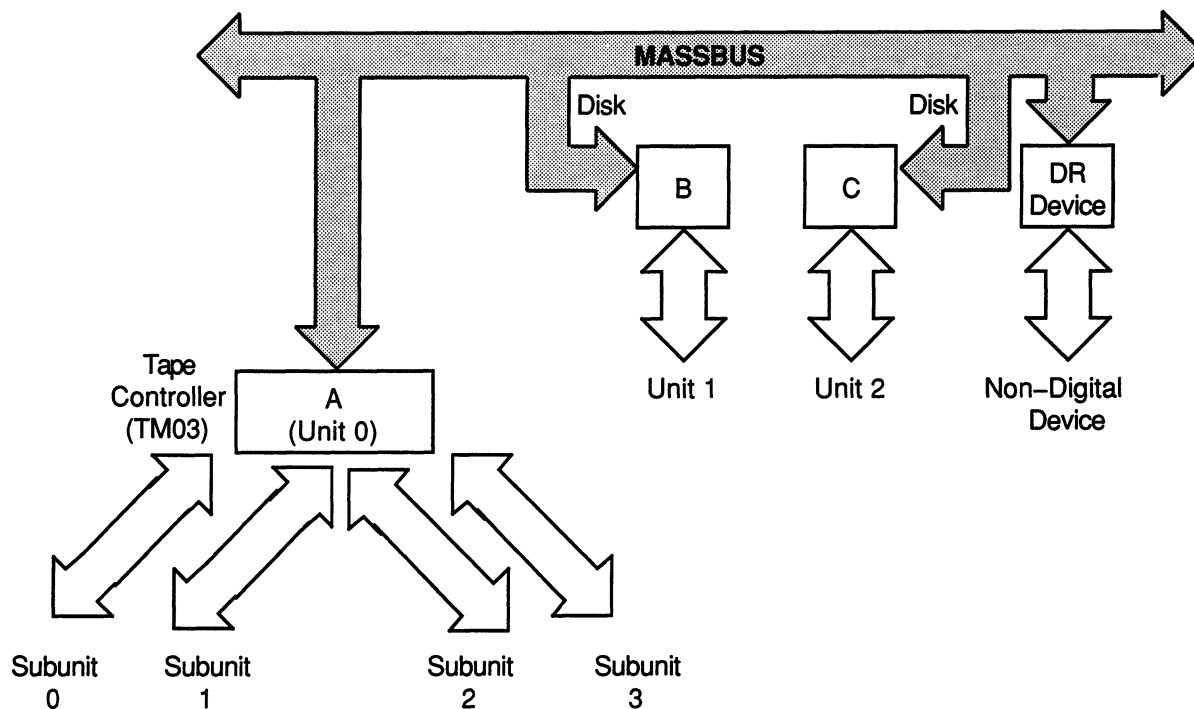 MASSBUS
Disk
Disk
B
C
DR
Device
Unit 1
Unit 2
Non–Digital
Device
Tape
Controller
(TM03)
A
(Unit 0)
Subunit
0
Subunit
1
Subunit
2
Subunit
3